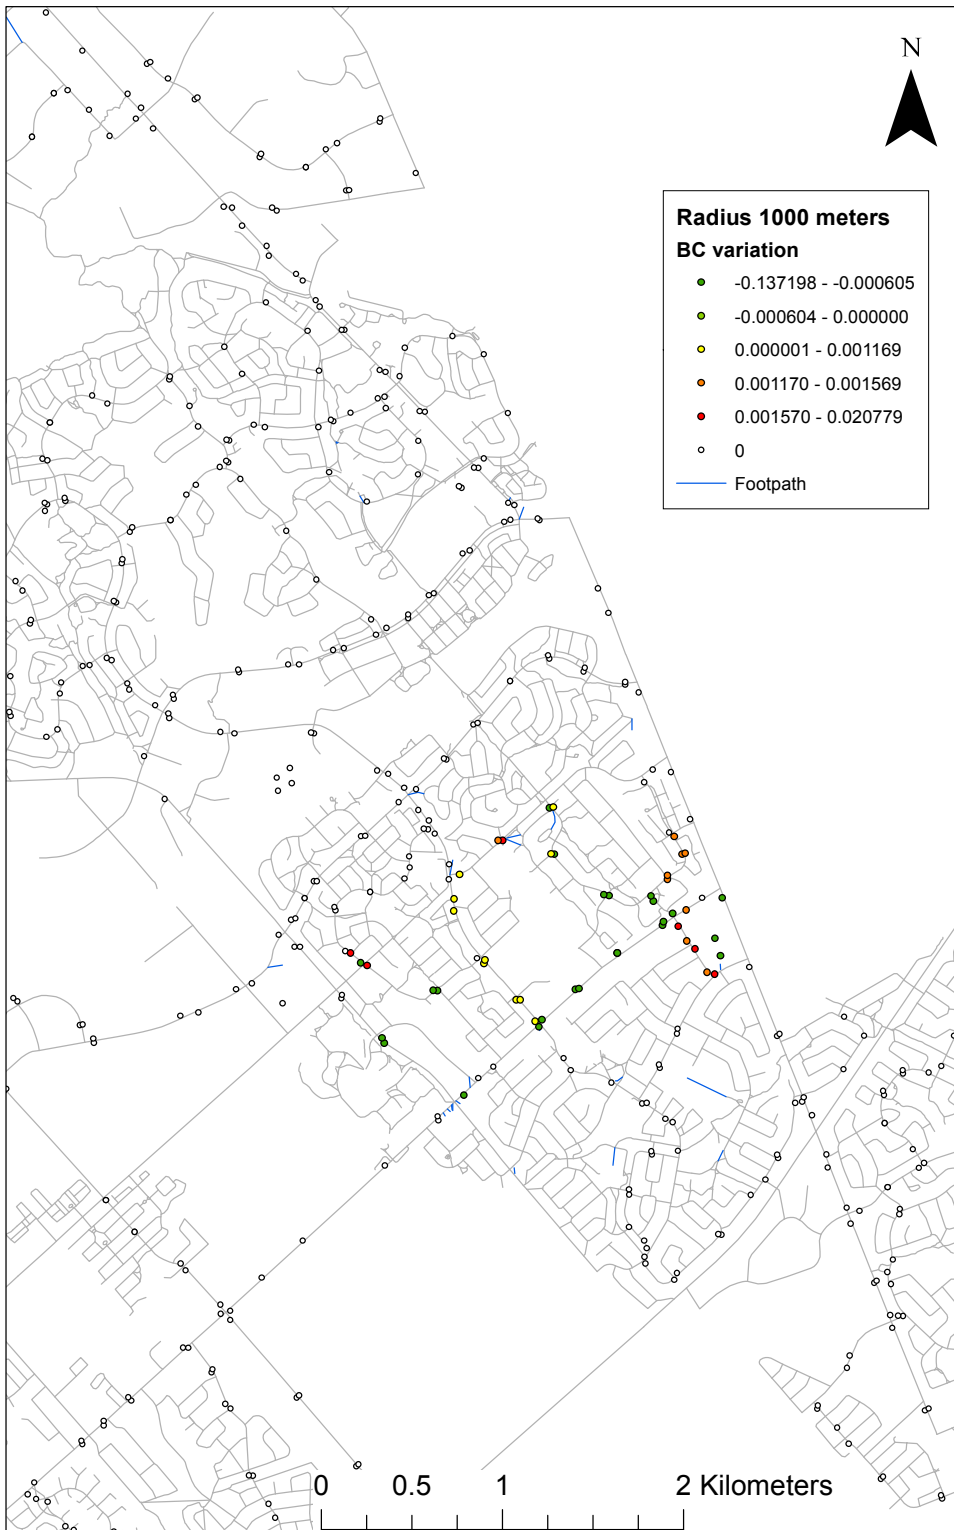 N
Radius 1000 meters
BC variation
-0.137198 - -0.000605
-0.000604 - 0.000000
0.000001 - 0.001169
0.001170 - 0.001569
0.001570 - 0.020779
0
Footpath
0 0.5 1 2 Kilometers